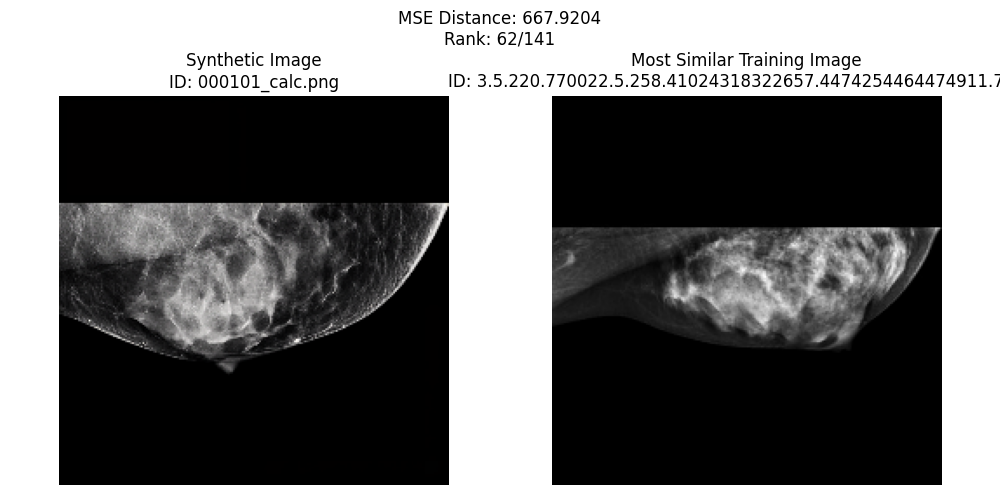 MSE Distance: 667.9204
Rank: 62/141
Synthetic Image
ID: 000101_calc.png
Most Similar Training Image
ID: 3.5.220.770022.5.258.41024318322657.4474254464474911.7